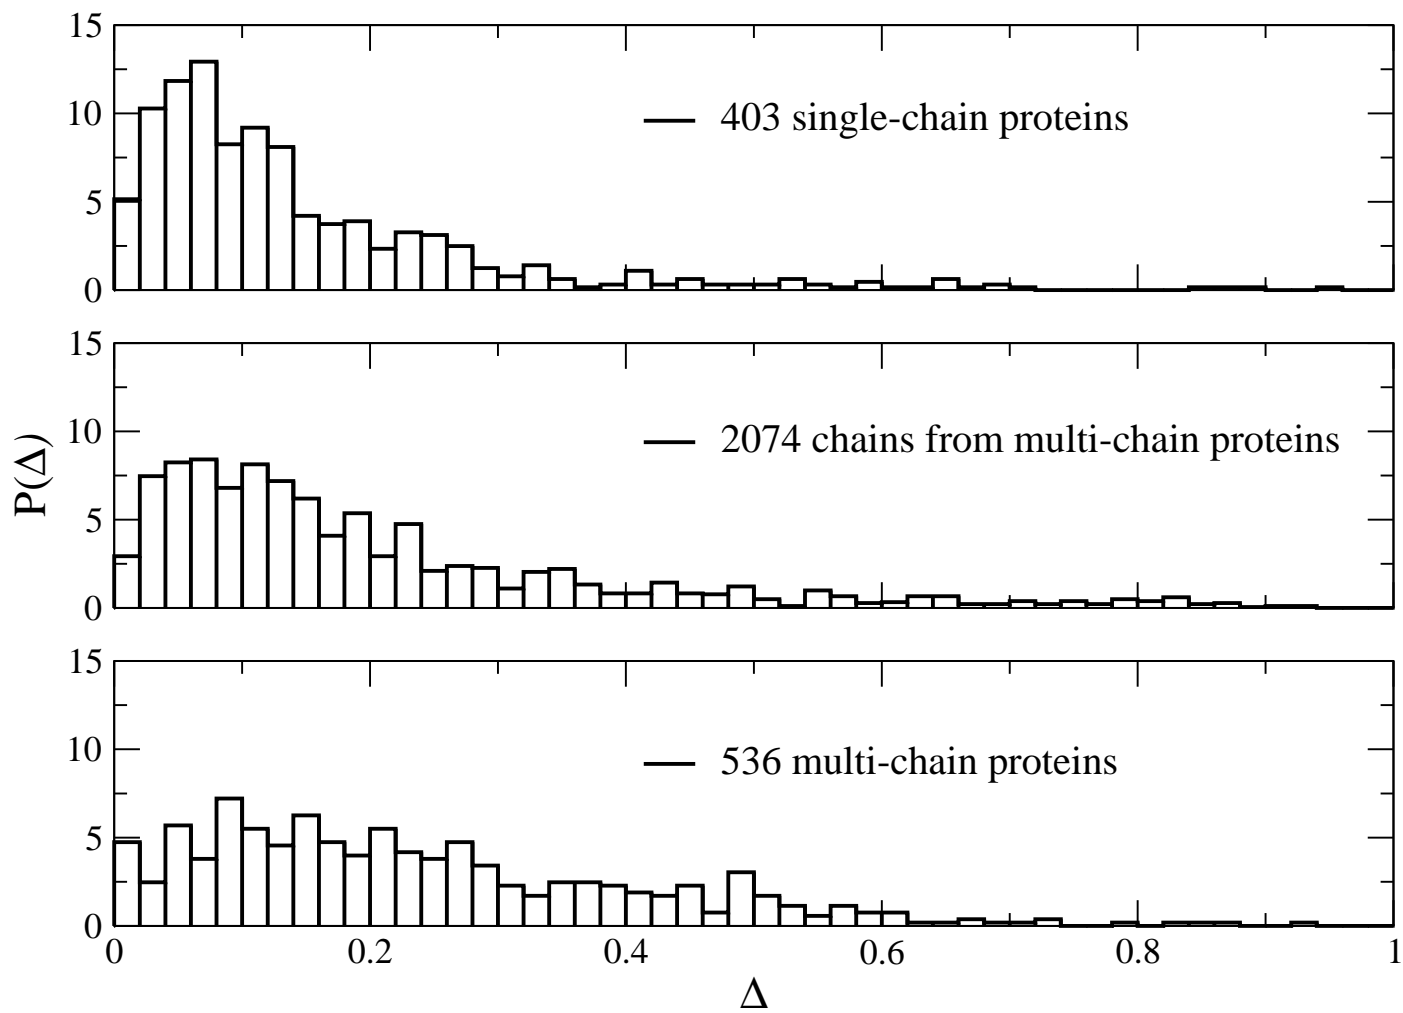 15
10
5
0
403 single-chain proteins
15
10
5
0
2074 chains from multi-chain proteins
P(Δ)
15
10
5
0
536 multi-chain proteins
0 0.2 0.4 0.6 0.8 1
Δ